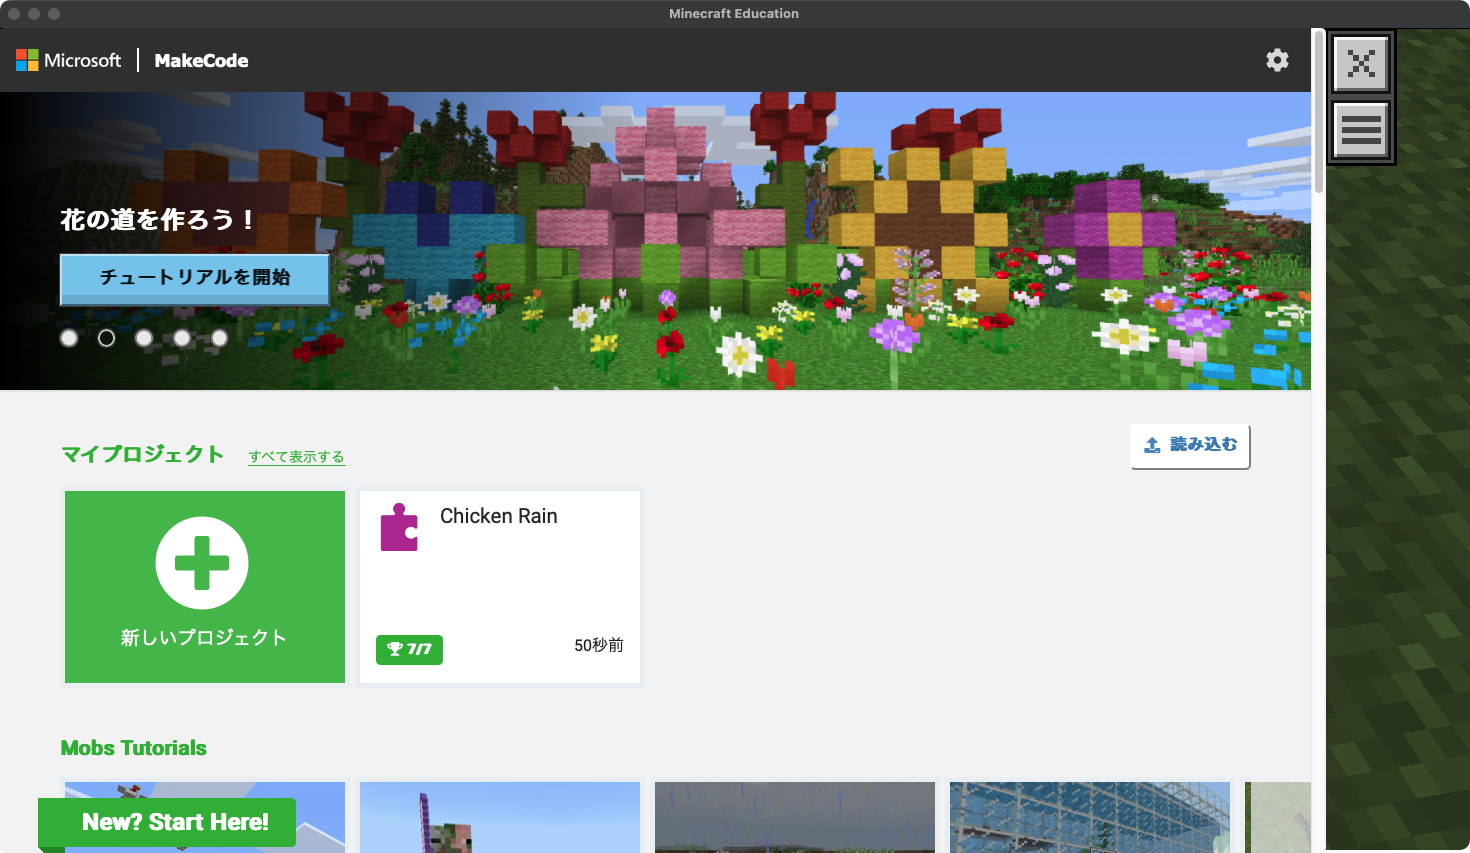 Minecraft Education
Microsoft | MakeCode
花の道を作ろう！
チュートリアルを開始
マイプロジェクト すべて表示する
読み込む
Chicken Rain
新しいプロジェクト
7/7 50秒前
Mobs Tutorials
New? Start Here!